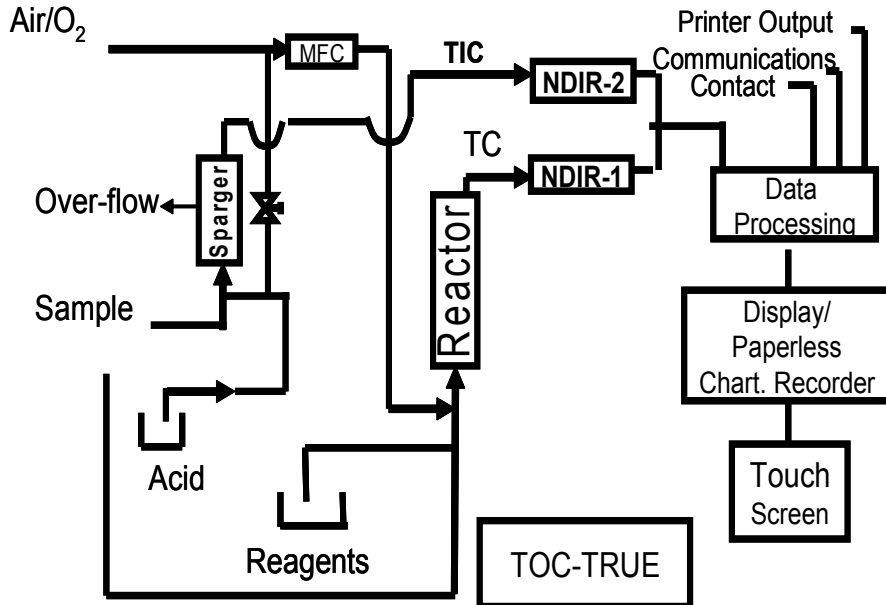 Air/O2
MFC
TIC
NDIR-2
Printer Output
Communications
Contact
TC
NDIR-1
Sparger
Over-flow
Reactor
Data
Processing
Sample
Display/
Paperless
Chart. Recorder
Acid
Reagents
Touch
Screen
TOC-TRUE